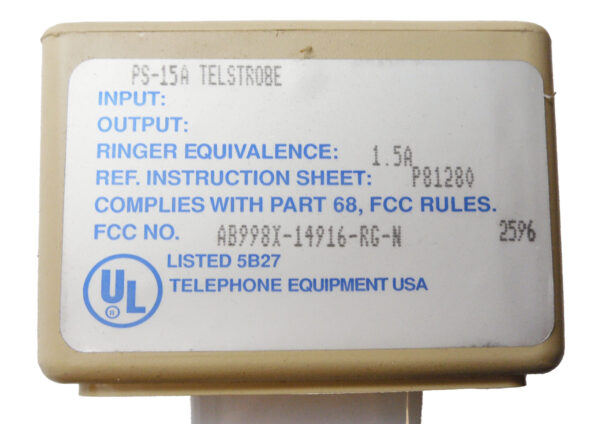 PS-15A TELSTROBE
INPUT:
OUTPUT:
RINGER EQUIVALENCE: 1.5A
REF. INSTRUCTION SHEET: P81280
COMPLIES WITH PART 68, FCC RULES.
FCC NO. AB998X-14916-RG-N 2596
LISTED 5B27
TELEPHONE EQUIPMENT USA
UL
®